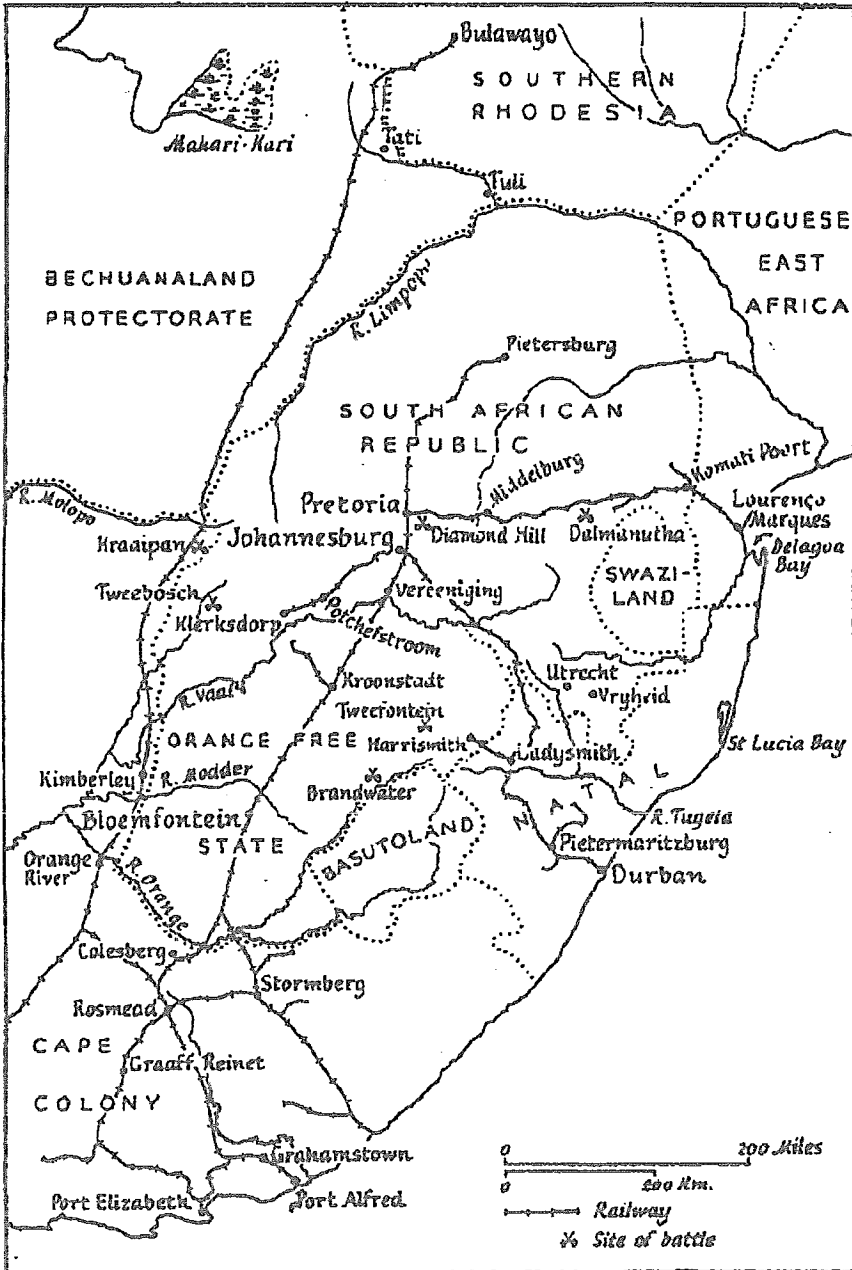 Bulawayo
SOUTHERN
RHODESIA
Makari-Kari
Tati
Tuli
PORTUGUESE
EAST
AFRICA
BECHUANALAND
PROTECTORATE
R. Limpopo
Pietersburg
SOUTH AFRICAN
REPUBLIC
Middelburg
Komati Poort
R. Molopo
Pretoria
Lourenço
Marques
Kraaipan
Johannesburg
Diamond Hill
Dalmanutha
Delagoa
Bay
SWAZI-
LAND
Tweebosch
Vereeniging
Klerksdorp
Potchefstroom
Utrecht
R. Vaal
Kroonstadt
Vryheid
Tweefontein
ORANGE FREE
STATE
Harrismith
Ladysmith
St Lucia Bay
Kimberley
R. Modder
Brandwater
NATAL
Bloemfontein
R. Tugela
BASUTOLAND
Pietermaritzburg
Orange
River
R. Orange
Durban
Colesberg
Stormberg
Rosmead
CAPE
COLONY
Graaff Reinet
Grahamstown
Port Elizabeth
Port Alfred
0 200 Miles
0 200 Km.
Railway
Site of battle